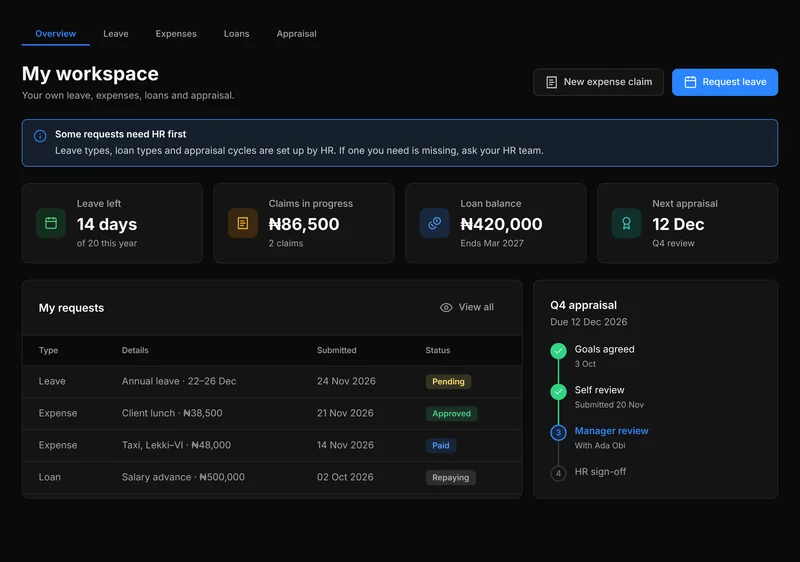 Overview Leave Expenses Loans Appraisal
My workspace
Your own leave, expenses, loans and appraisal.
New expense claim
Request leave
Some requests need HR first
Leave types, loan types and appraisal cycles are set up by HR. If one you need is missing, ask your HR team.
Leave left
14 days
of 20 this year
Claims in progress
₦86,500
2 claims
Loan balance
₦420,000
Ends Mar 2027
Next appraisal
12 Dec
Q4 review
My requests
View all
Type Details Submitted Status
Leave Annual leave · 22–26 Dec 24 Nov 2026 Pending
Expense Client lunch · ₦38,500 21 Nov 2026 Approved
Expense Taxi, Lekki–VI · ₦48,000 14 Nov 2026 Paid
Loan Salary advance · ₦500,000 02 Oct 2026 Repaying
Q4 appraisal
Due 12 Dec 2026
Goals agreed
3 Oct
Self review
Submitted 20 Nov
3 Manager review
With Ada Obi
4 HR sign-off